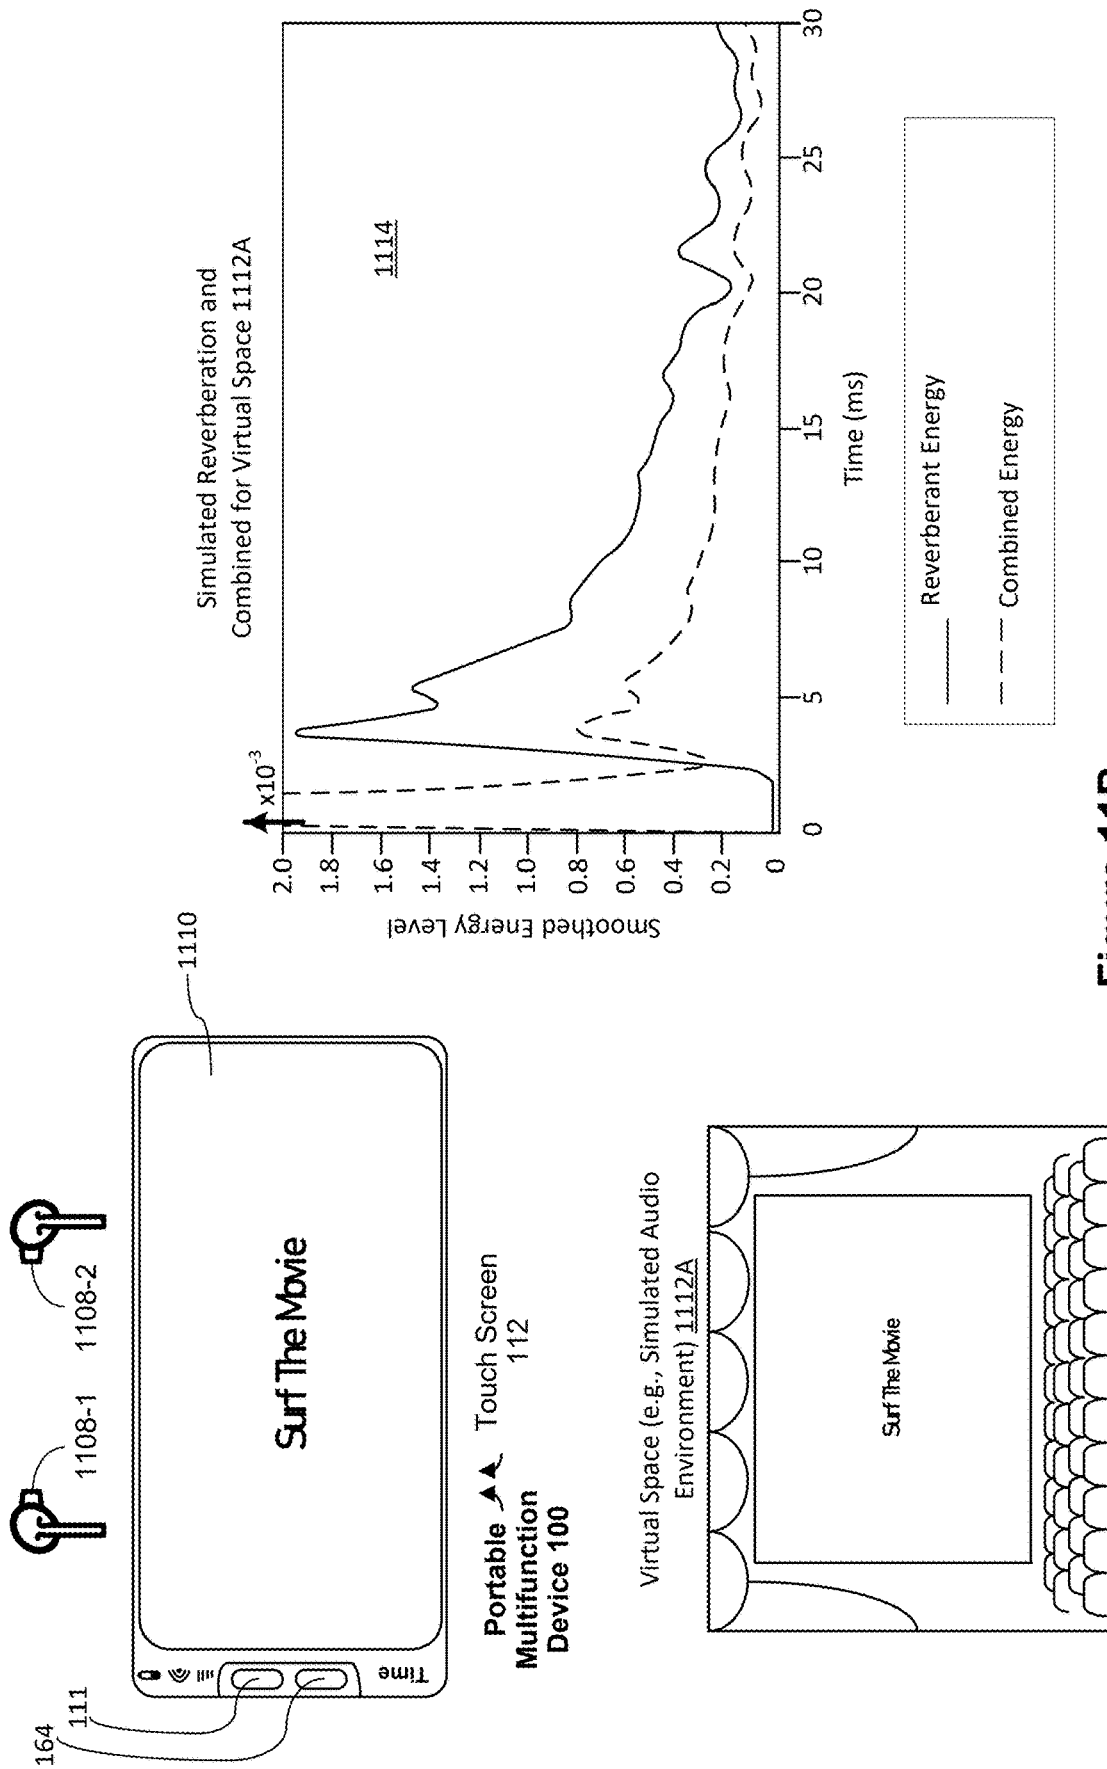 1108-1
1108-2
1110
111
164
Time
Surf The Movie
Portable
Multifunction
Device 100
Touch Screen
112
Virtual Space (e.g., Simulated Audio
Environment) 1112A
Surf The Movie
Simulated Reverberation and
Combined for Virtual Space 1112A
x10-3
1114
Smoothed Energy Level
2.0
1.8
1.6
1.4
1.2
1.0
0.8
0.6
0.4
0.2
0
0
5
10
15
20
25
30
Time (ms)
Reverberant Energy
Combined Energy